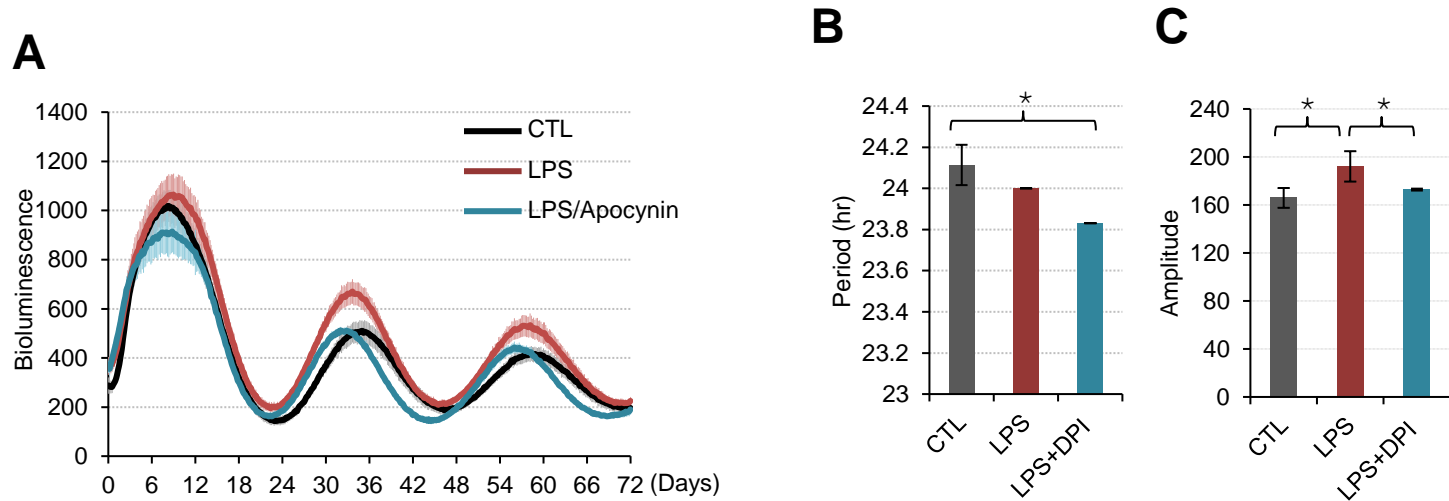 A
1400
1200
1000
800
600
400
200
0
Bioluminescence
CTL
LPS
LPS/Apocynin
0 6 12 18 24 30 36 42 48 54 60 66 72 (Days)
B
24.4
24.2
24
23.8
23.6
23.4
23.2
23
Period (hr)
*
CTL
LPS
LPS+DPI
C
240
200
160
120
80
40
0
Amplitude
* *
CTL
LPS
LPS+DPI